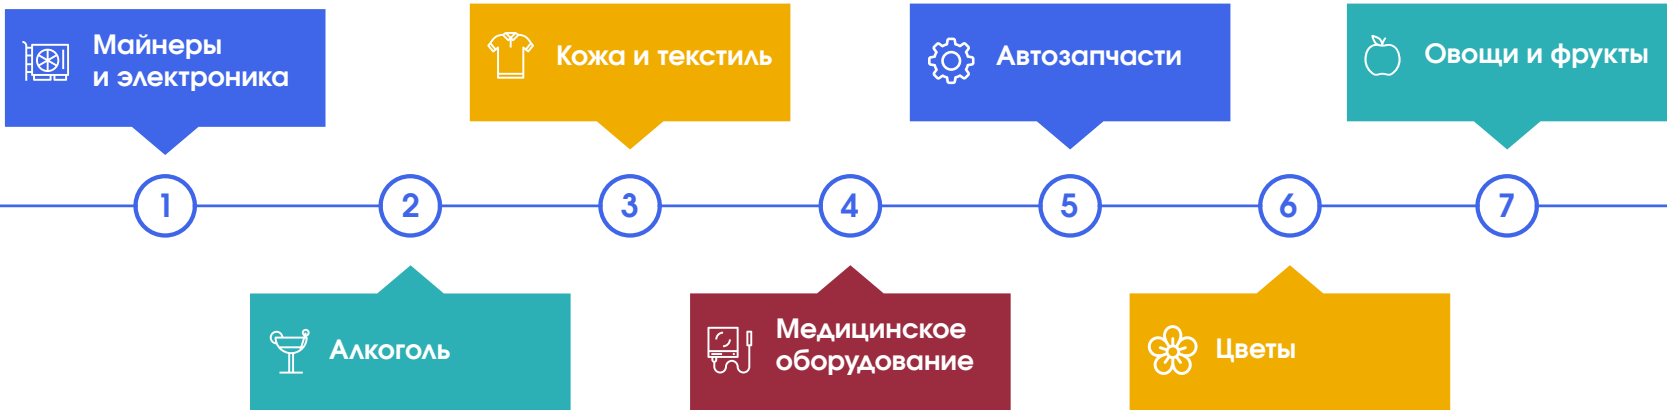 Майнеры
и электроника
Кожа и текстиль
Автозапчасти
Овощи и фрукты
1
2
3
4
5
6
7
Алкоголь
Медицинское
оборудование
Цветы